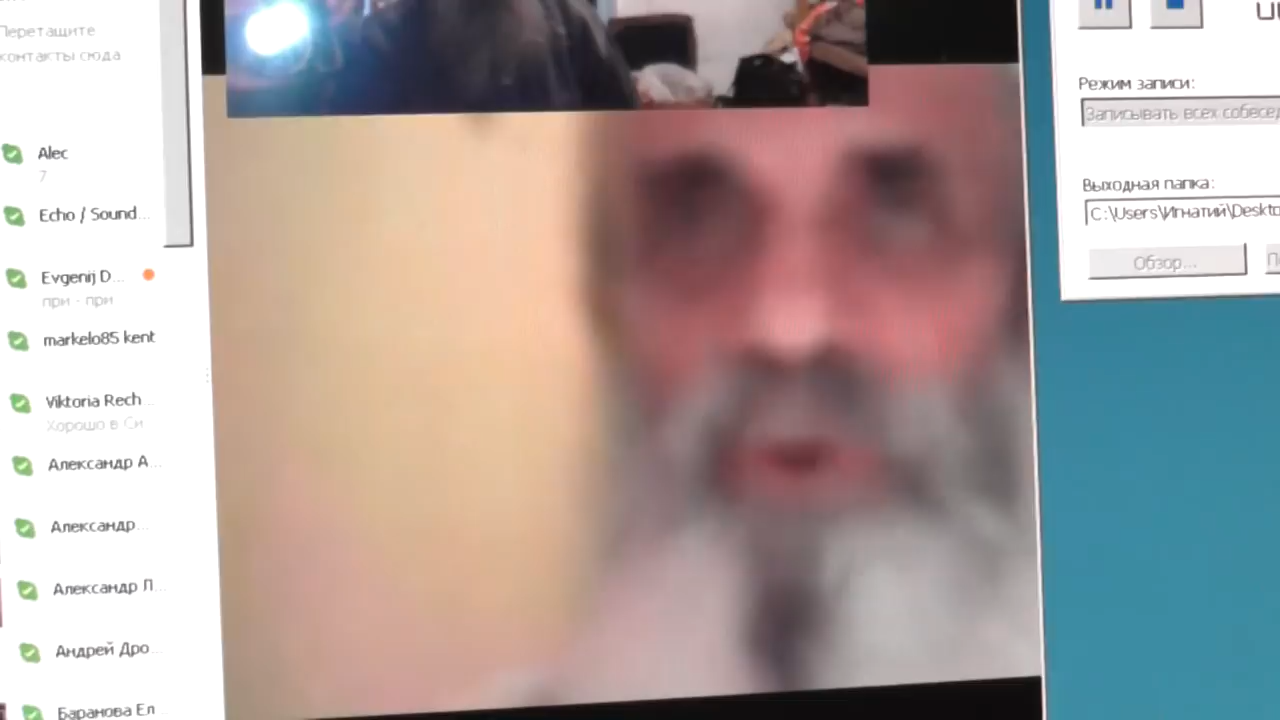 Перетащите
контакты сюда
Alec
7
Echo / Sound...
Evgenij D...
при - при
markelo85 kent
Viktoria Rech...
Хорошо в Си
Александр А...
Александр...
Александр Л...
Андрей Дро...
Баранова Ел
Режим записи:
Записывать всех собесед
Выходная папка:
C:\Users\Игнатий\Deskto
Обзор...